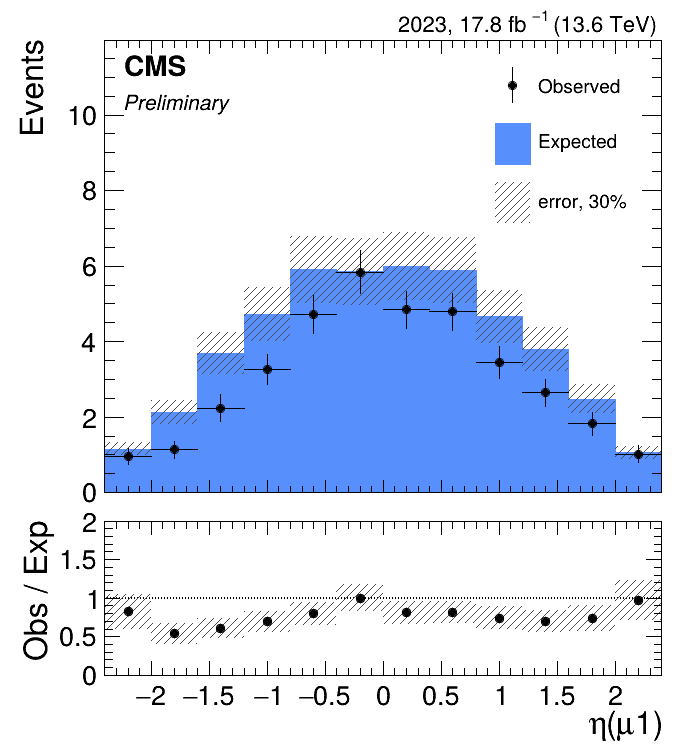 2023, 17.8 fb⁻¹ (13.6 TeV)
Events
CMS
Preliminary
Observed
Expected
error, 30%
10
8
6
4
2
0
Obs / Exp
2
1.5
1
0.5
0
−2 −1.5 −1 −0.5 0 0.5 1 1.5 2
η(μ1)